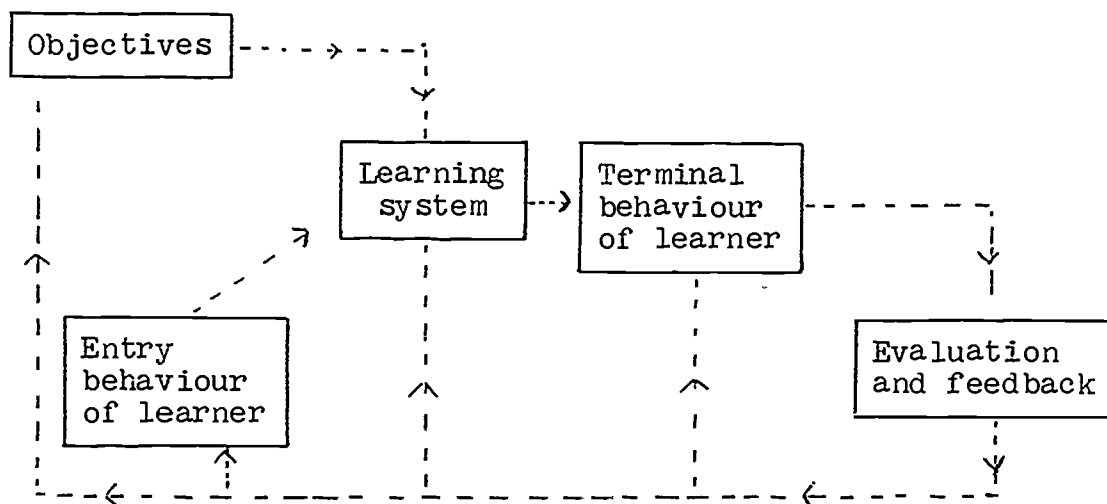 Objectives
Learning
system
Terminal
behaviour
of learner
Entry
behaviour
of learner
Evaluation
and feedback